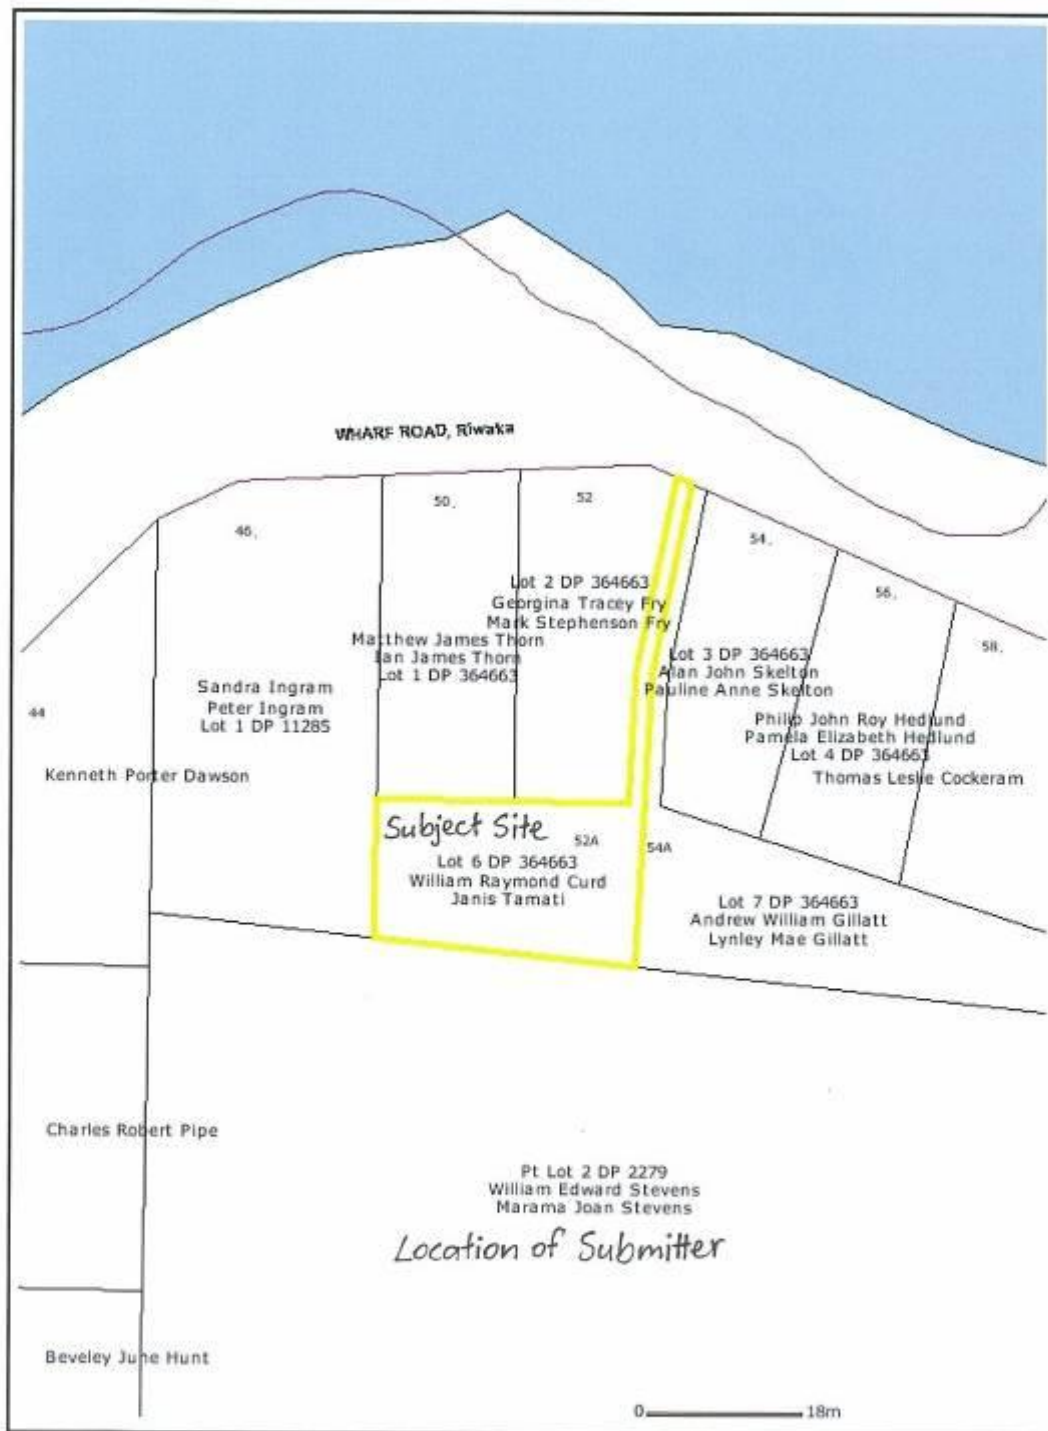 WHARF ROAD, Riwaka
46.
50.
52
54.
56.
58.
Lot 2 DP 364663
Georgina Tracey Fry
Mark Stephenson Fry
Matthew James Thorn
Ian James Thorn
Lot 1 DP 364663
Lot 3 DP 364663
Alan John Skelton
Pauline Anne Skelton
Sandra Ingram
Peter Ingram
Lot 1 DP 11285
44
Kenneth Porter Dawson
Philip John Roy Hedlund
Pamela Elizabeth Hedlund
Lot 4 DP 364663
Thomas Leslie Cockeram
Subject Site
52A
54A
Lot 6 DP 364663
William Raymond Curd
Janis Tamati
Lot 7 DP 364663
Andrew William Gillatt
Lynley Mae Gillatt
Charles Robert Pipe
Pt Lot 2 DP 2279
William Edward Stevens
Marama Joan Stevens
Location of Submitter
Beveley June Hunt
0 18m